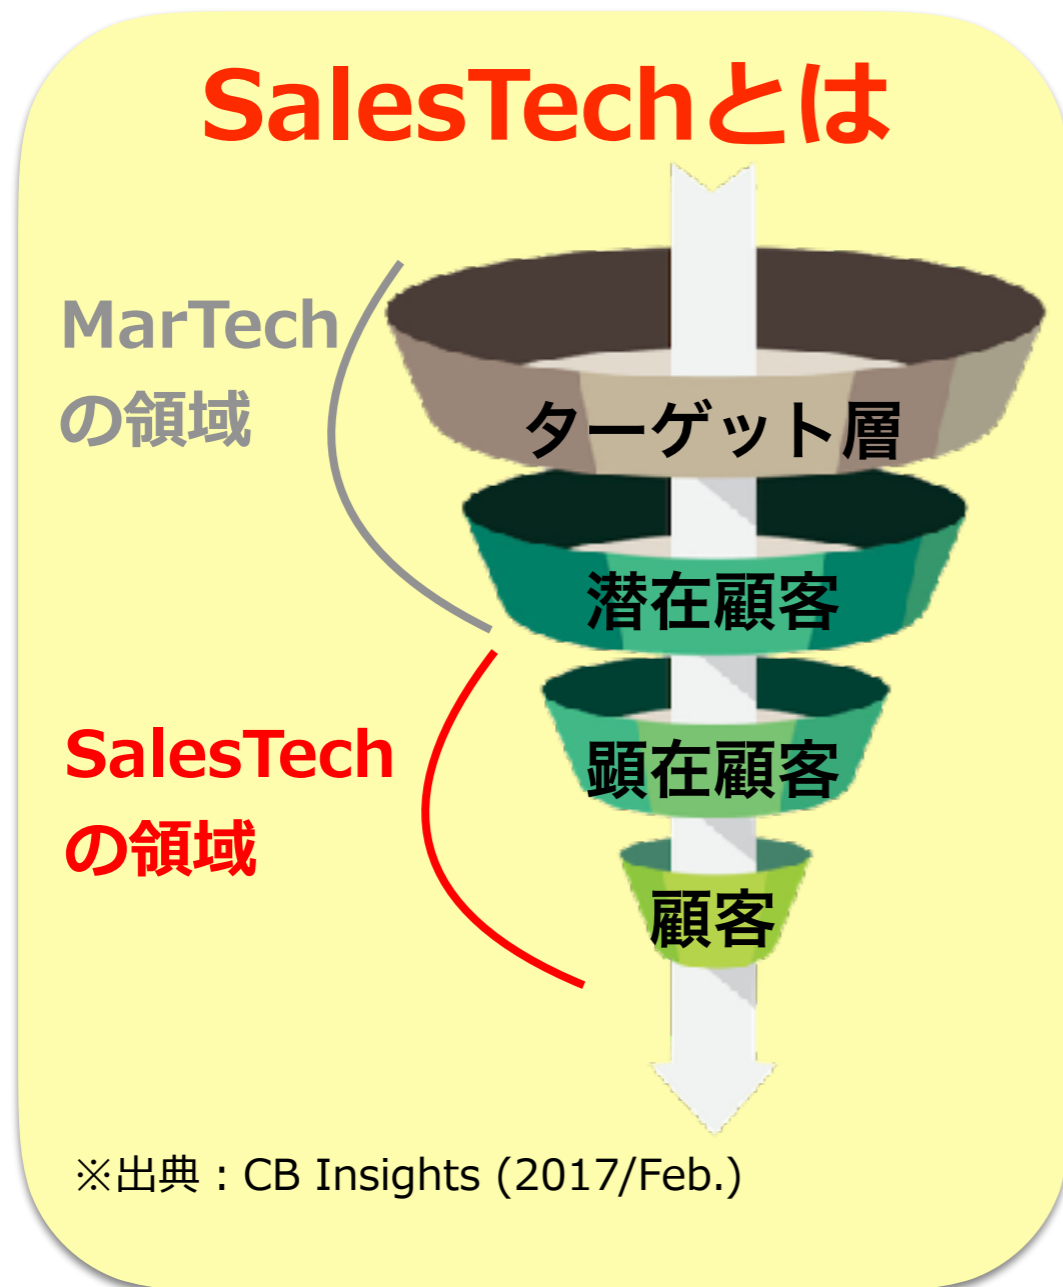 SalesTechとは
MarTech
の領域
ターゲット層
潜在顧客
SalesTech
の領域
顕在顧客
顧客
※出典：CB Insights (2017/Feb.)